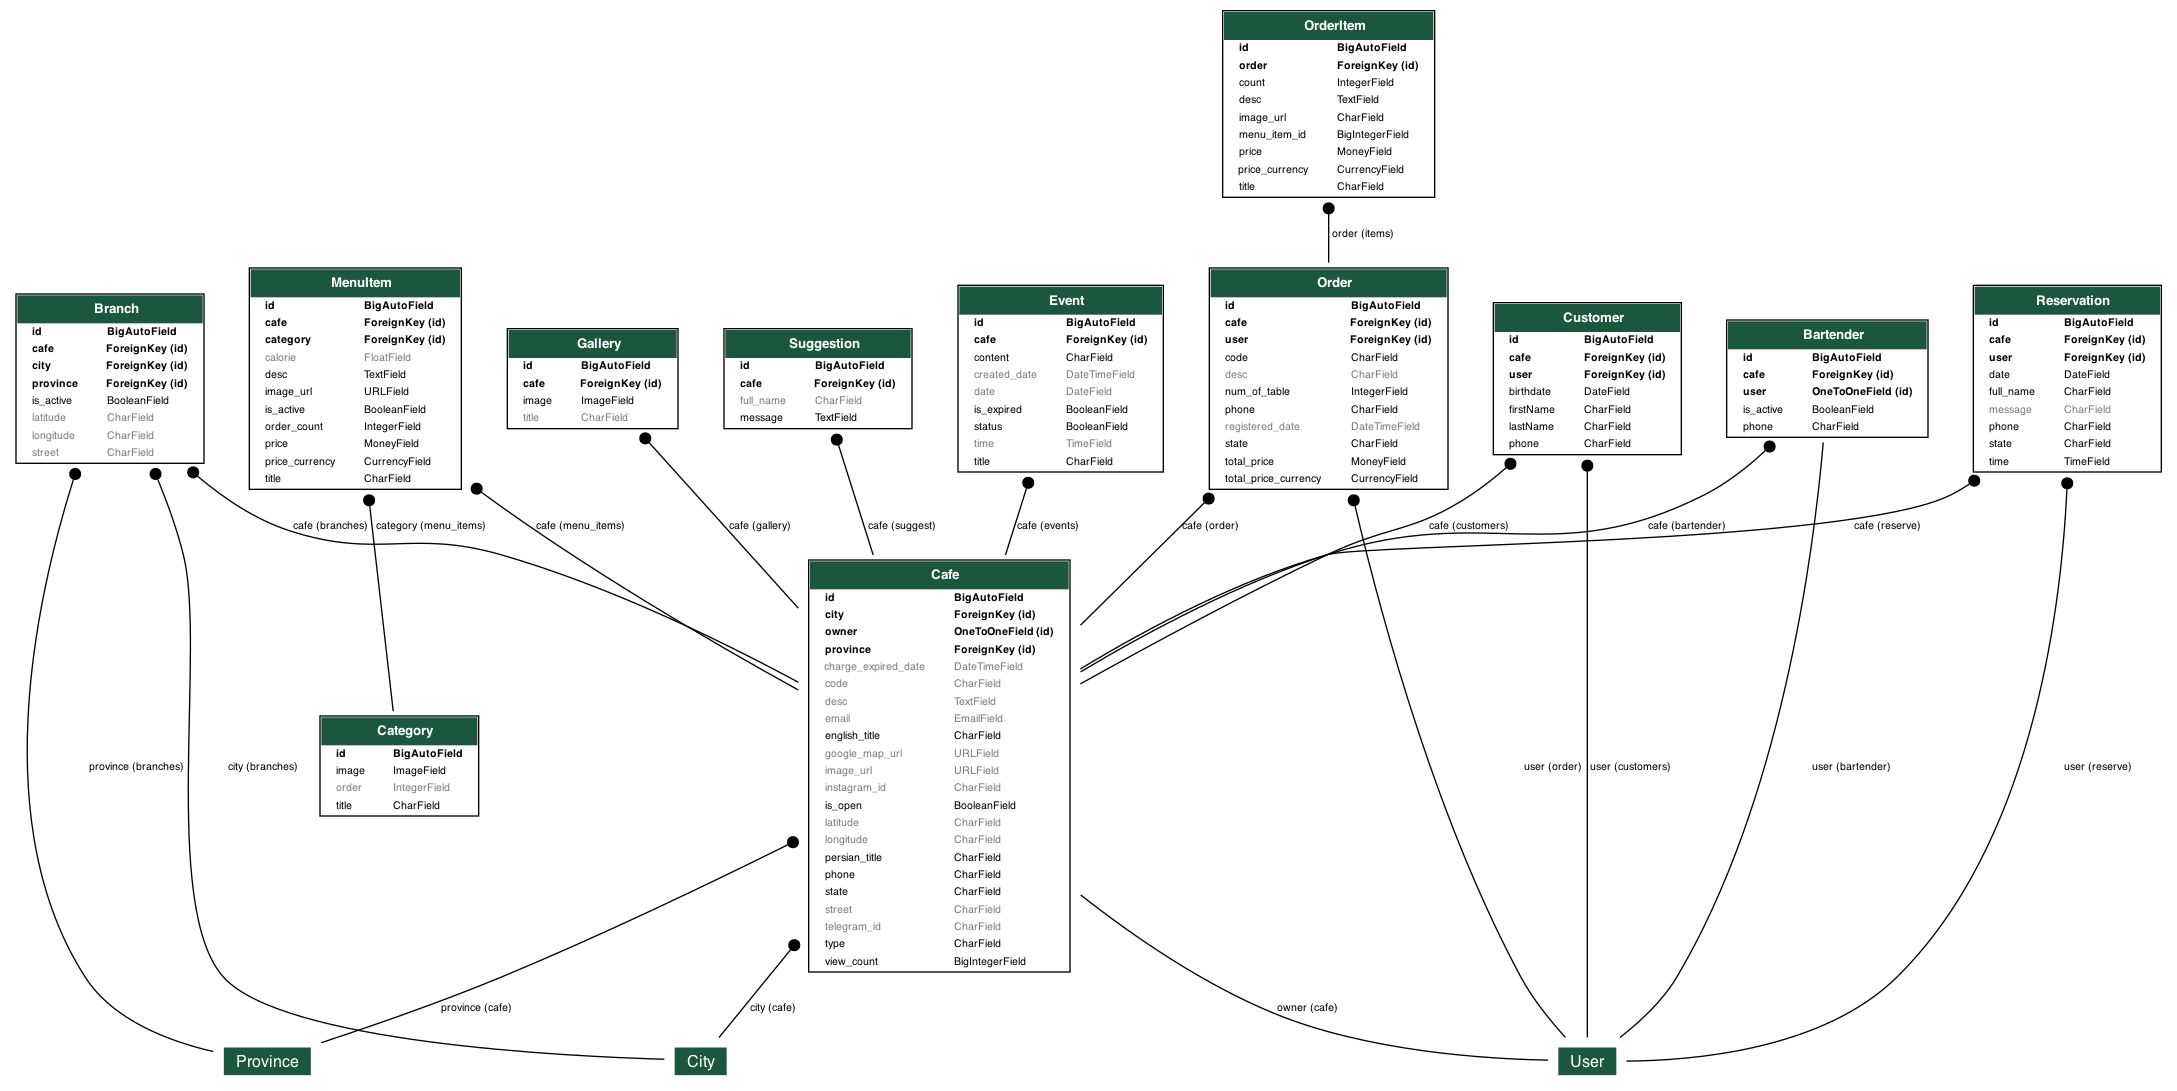 OrderItem
id BigAutoField
order ForeignKey (id)
count IntegerField
desc TextField
image_url CharField
menu_item_id BigIntegerField
price MoneyField
price_currency CurrencyField
title CharField
order (items)
Branch
id BigAutoField
cafe ForeignKey (id)
city ForeignKey (id)
province ForeignKey (id)
is_active BooleanField
latitude CharField
longitude CharField
street CharField
MenuItem
id BigAutoField
cafe ForeignKey (id)
category ForeignKey (id)
calorie FloatField
desc TextField
image_url URLField
is_active BooleanField
order_count IntegerField
price MoneyField
price_currency CurrencyField
title CharField
Gallery
id BigAutoField
cafe ForeignKey (id)
image ImageField
title CharField
Suggestion
id BigAutoField
cafe ForeignKey (id)
full_name CharField
message TextField
Event
id BigAutoField
cafe ForeignKey (id)
content CharField
created_date DateTimeField
date DateField
is_expired BooleanField
status BooleanField
time TimeField
title CharField
Order
id BigAutoField
cafe ForeignKey (id)
user ForeignKey (id)
code CharField
desc CharField
num_of_table IntegerField
phone CharField
registered_date DateTimeField
state CharField
total_price MoneyField
total_price_currency CurrencyField
Customer
id BigAutoField
cafe ForeignKey (id)
user ForeignKey (id)
birthdate DateField
firstName CharField
lastName CharField
phone CharField
Bartender
id BigAutoField
cafe ForeignKey (id)
user OneToOneField (id)
is_active BooleanField
phone CharField
Reservation
id BigAutoField
cafe ForeignKey (id)
user ForeignKey (id)
date DateField
full_name CharField
message CharField
phone CharField
state CharField
time TimeField
cafe (branches)
category (menu_items)
cafe (menu_items)
cafe (gallery)
cafe (suggest)
cafe (events)
cafe (order)
cafe (customers)
cafe (bartender)
cafe (reserve)
Cafe
id BigAutoField
city ForeignKey (id)
owner OneToOneField (id)
province ForeignKey (id)
charge_expired_date DateTimeField
code CharField
desc TextField
email EmailField
english_title CharField
google_map_url URLField
image_url URLField
instagram_id CharField
is_open BooleanField
latitude CharField
longitude CharField
persian_title CharField
phone CharField
state CharField
street CharField
telegram_id CharField
type CharField
view_count BigIntegerField
Category
id BigAutoField
image ImageField
order IntegerField
title CharField
province (branches)
city (branches)
user (order)
user (customers)
user (bartender)
user (reserve)
province (cafe)
city (cafe)
owner (cafe)
Province
City
User